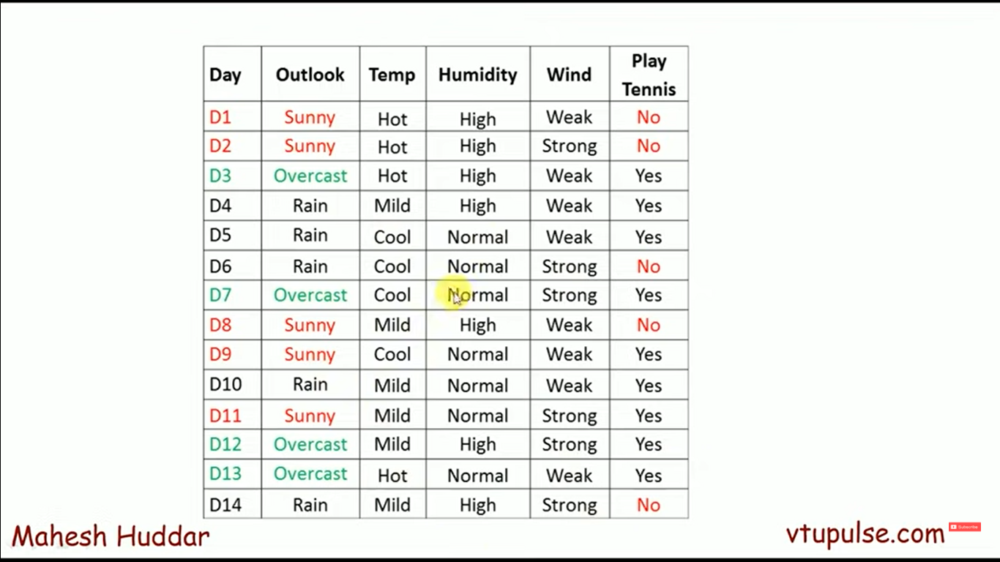 Day Outlook Temp Humidity Wind Play Tennis
D1 Sunny Hot High Weak No
D2 Sunny Hot High Strong No
D3 Overcast Hot High Weak Yes
D4 Rain Mild High Weak Yes
D5 Rain Cool Normal Weak Yes
D6 Rain Cool Normal Strong No
D7 Overcast Cool Normal Strong Yes
D8 Sunny Mild High Weak No
D9 Sunny Cool Normal Weak Yes
D10 Rain Mild Normal Weak Yes
D11 Sunny Mild Normal Strong Yes
D12 Overcast Mild High Strong Yes
D13 Overcast Hot Normal Weak Yes
D14 Rain Mild High Strong No
Mahesh Huddar
vtupulse.com
Subscribe